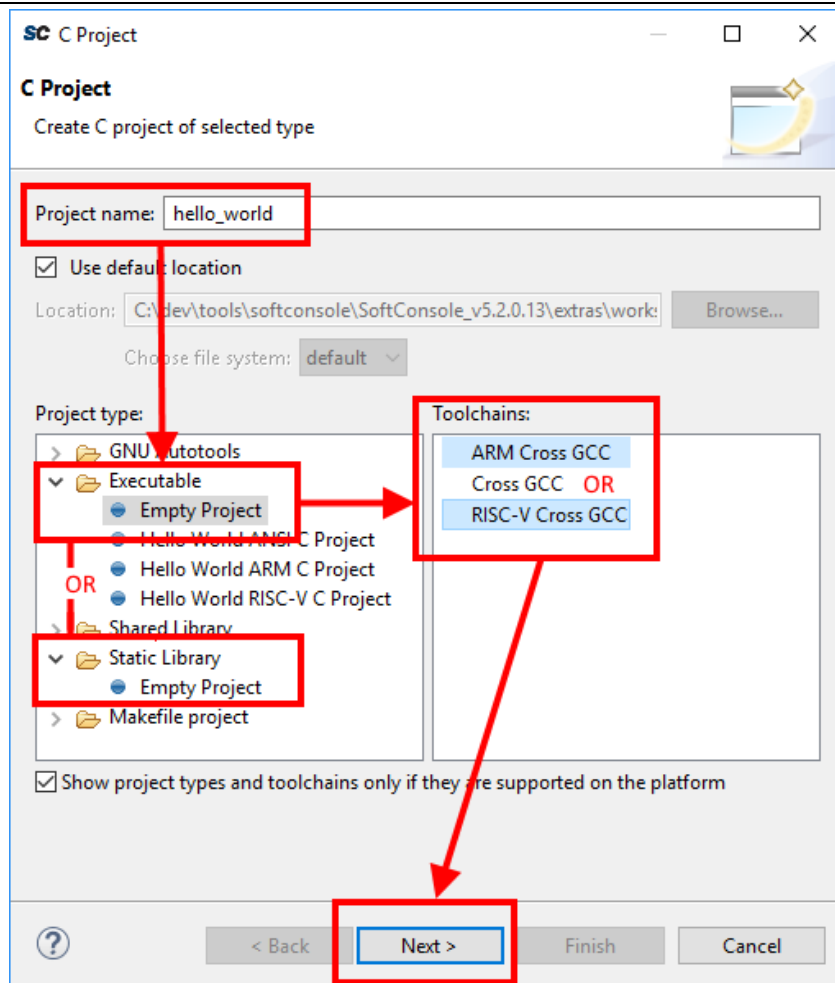 SC C Project
C Project
Create C project of selected type
Project name: hello_world
Use default location
Location: C:\dev\tools\softconsole\SoftConsole_v5.2.0.13\extras\work: Browse...
Choose file system: default
Project type: Toolchains:
GNU Autotools
ARM Cross GCC
Executable
Cross GCC OR
Empty Project
RISC-V Cross GCC
Hello World ANSI C Project
Hello World ARM C Project
OR
Hello World RISC-V C Project
Shared Library
Static Library
Empty Project
Makefile project
Show project types and toolchains only if they are supported on the platform
? < Back Next > Finish Cancel